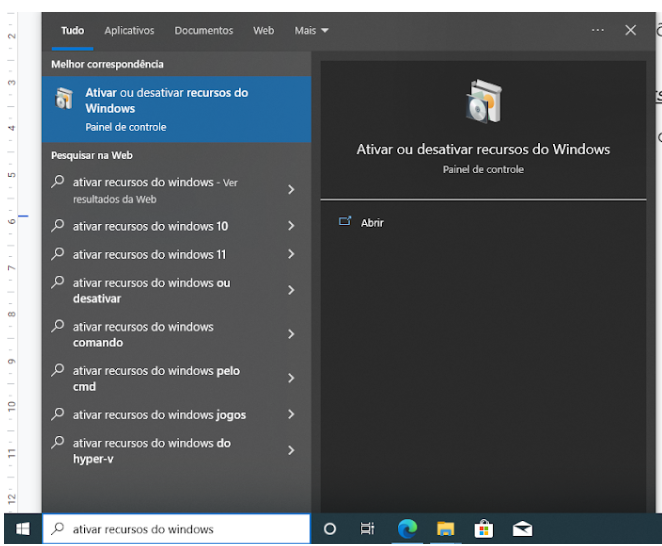 Tudo Aplicativos Documentos Web Mais
Melhor correspondência
Ativar ou desativar recursos do
Windows
Painel de controle
Pesquisar na Web
ativar recursos do windows - Ver
resultados da Web
ativar recursos do windows 10
ativar recursos do windows 11
ativar recursos do windows ou
desativar
ativar recursos do windows
comando
ativar recursos do windows pelo
cmd
ativar recursos do windows jogos
ativar recursos do windows do
hyper-v
Ativar ou desativar recursos do Windows
Painel de controle
Abrir
ativar recursos do windows
2
3
4
5
6
7
8
9
10
11
12